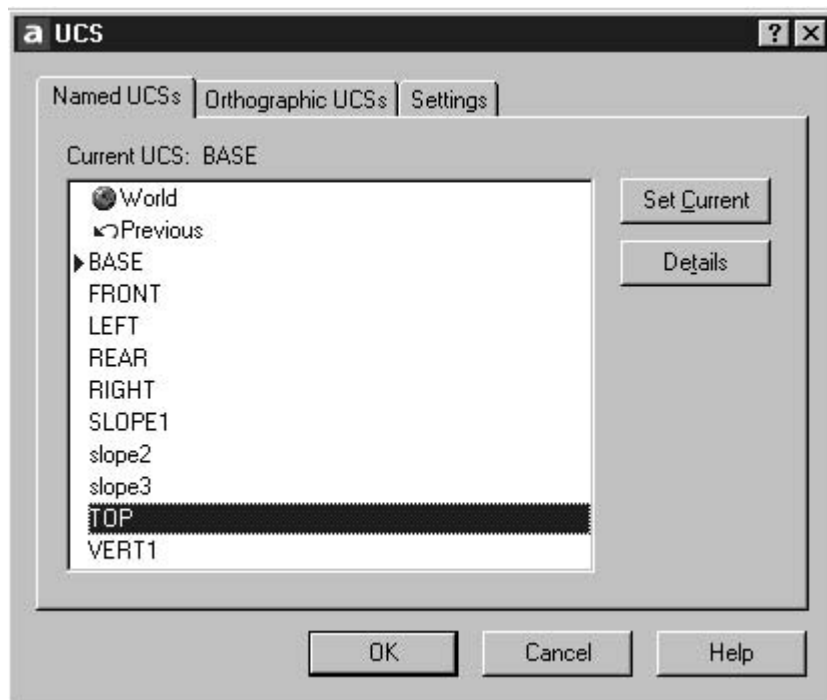 a UCS
Named UCSs Orthographic UCSs Settings
Current UCS: BASE
World
Previous
BASE
FRONT
LEFT
REAR
RIGHT
SLOPE1
slope2
slope3
TOP
VERT1
Set Current
Details
OK Cancel Help